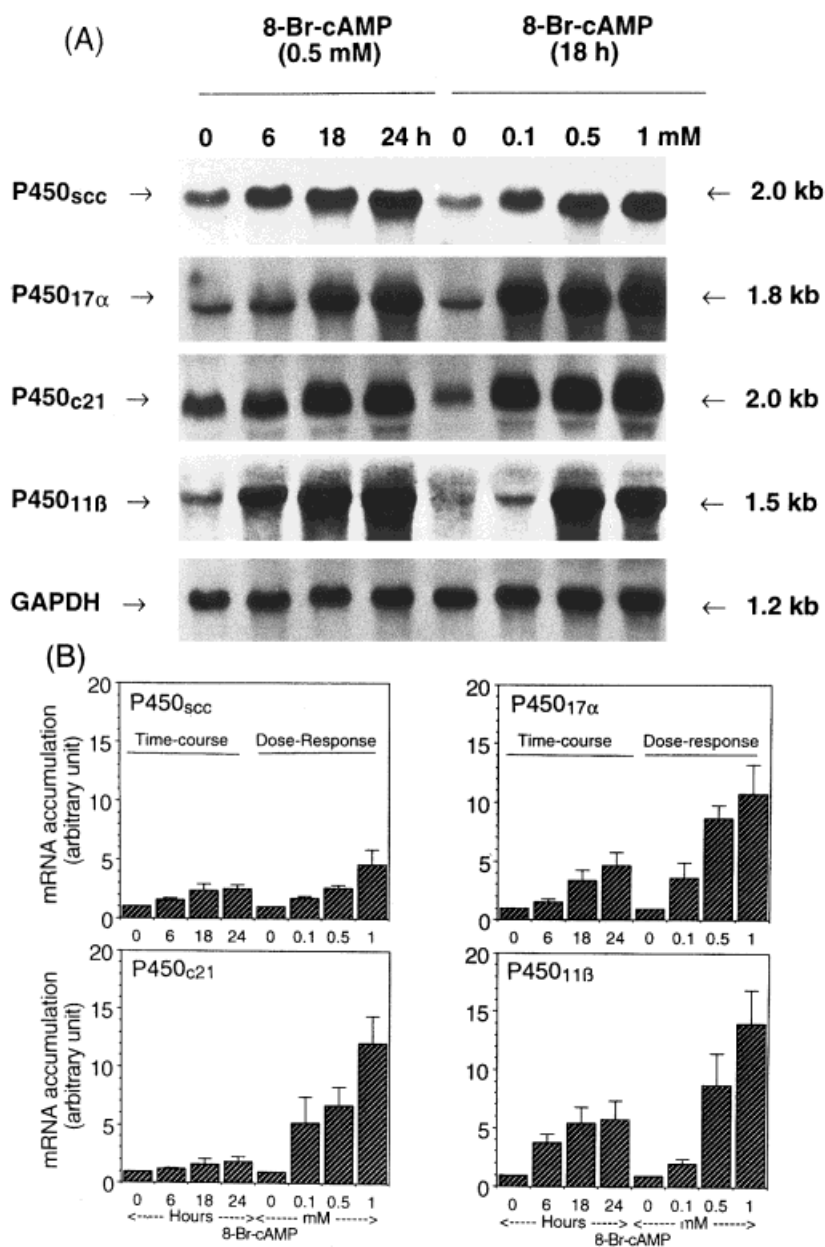 (A)
8-Br-cAMP
(0.5 mM)
8-Br-cAMP
(18 h)
0 6 18 24 h 0 0.1 0.5 1 mM
P450scc → ← 2.0 kb
P45017α → ← 1.8 kb
P450c21 → ← 2.0 kb
P45011ß → ← 1.5 kb
GAPDH → ← 1.2 kb
(B)
mRNA accumulation
(arbitrary unit)
20
15
10
5
0
P450scc
Time-course Dose-Response
0 6 18 24 0 0.1 0.5 1
20
15
10
5
0
P45017α
Time-course Dose-response
0 6 18 24 0 0.1 0.5 1
mRNA accumulation
(arbitrary unit)
20
15
10
5
0
P450c21
0 6 18 24 0 0.1 0.5 1
<----- Hours -----><----- mM ----->
8-Br-cAMP
20
15
10
5
0
P45011ß
0 6 18 24 0 0.1 0.5 1
<----- Hours -----><----- mM ----->
8-Br-cAMP